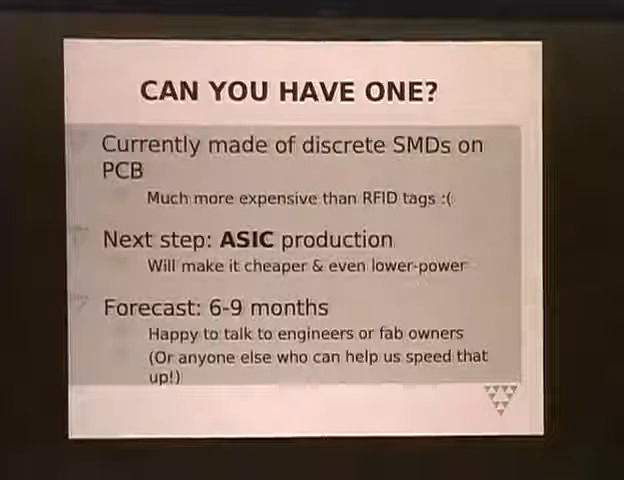 CAN YOU HAVE ONE?
Currently made of discrete SMDs on
PCB
Much more expensive than RFID tags :(
Next step: ASIC production
Will make it cheaper & even lower-power
Forecast: 6-9 months
Happy to talk to engineers or fab owners
(Or anyone else who can help us speed that
up!)